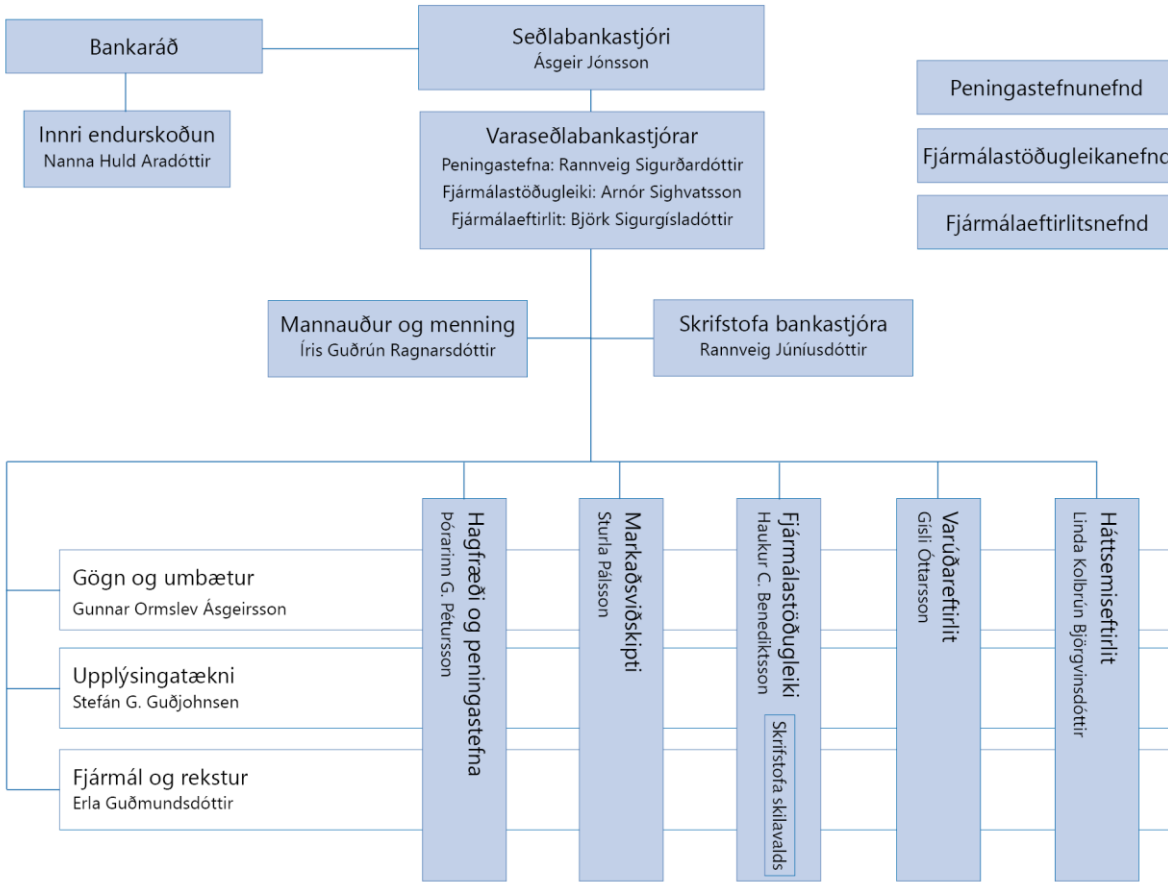 Bankaráð
Seðlabankastjóri
Ásgeir Jónsson
Innri endurskoðun
Nanna Huld Aradóttir
Varaseðlabankastjórar
Peningastefna: Rannveig Sigurðardóttir
Fjármálastöðugleiki: Arnór Sighvatsson
Fjármálaeftirlit: Björk Sigurgísladóttir
Peningastefnunefnd
Fjármálastöðugleikanefnd
Fjármálaeftirlitsnefnd
Mannauður og menning
Íris Guðrún Ragnarsdóttir
Skrifstofa bankastjóra
Rannveig Júníusdóttir
Gögn og umbætur
Gunnar Ormslev Ásgeirsson
Upplýsingatækni
Stefán G. Guðjohnsen
Fjármál og rekstur
Erla Guðmundsdóttir
Hagfræði og peningastefna
Þórarinn G. Pétursson
Markaðsviðskipti
Sturla Pálsson
Fjármálastöðugleiki
Haukur C. Benediktsson
Skrifstofa skilavalds
Varúðareftirlit
Gísli Óttarsson
Háttsemiseftirlit
Linda Kolbrún Björgvinsdóttir